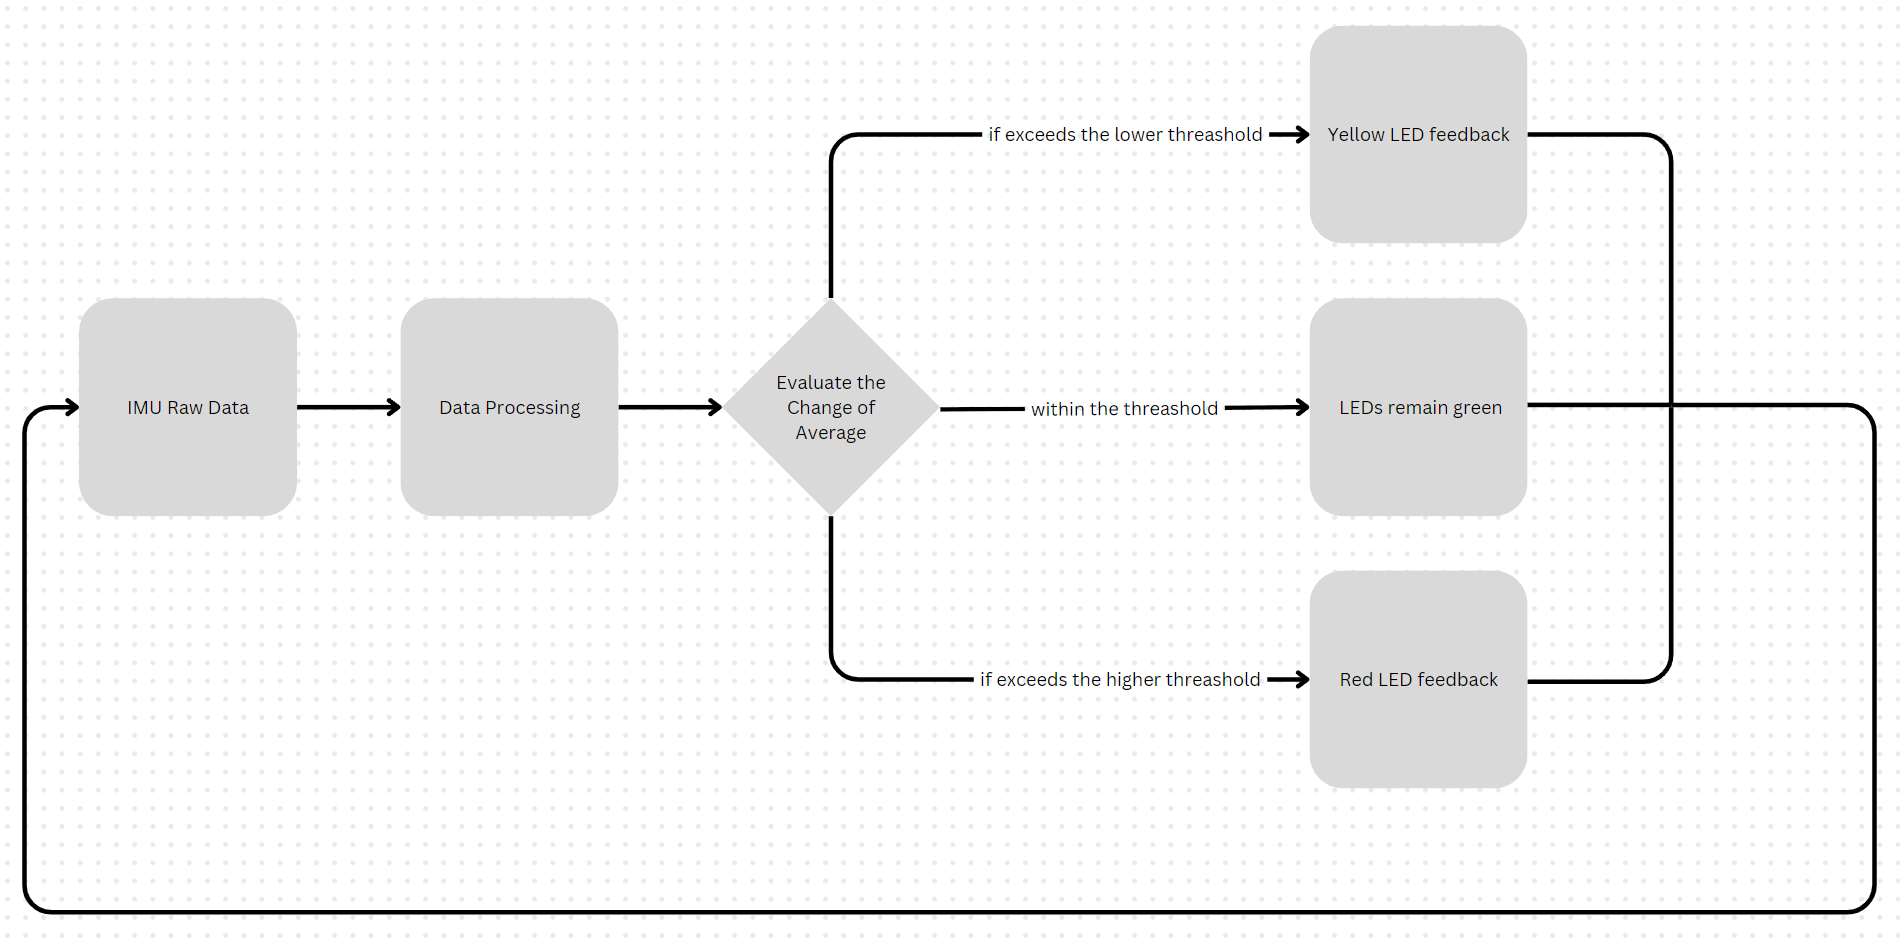 if exceeds the lower threashold
Yellow LED feedback
IMU Raw Data
Data Processing
Evaluate the
Change of
Average
within the threashold
LEDs remain green
if exceeds the higher threashold
Red LED feedback